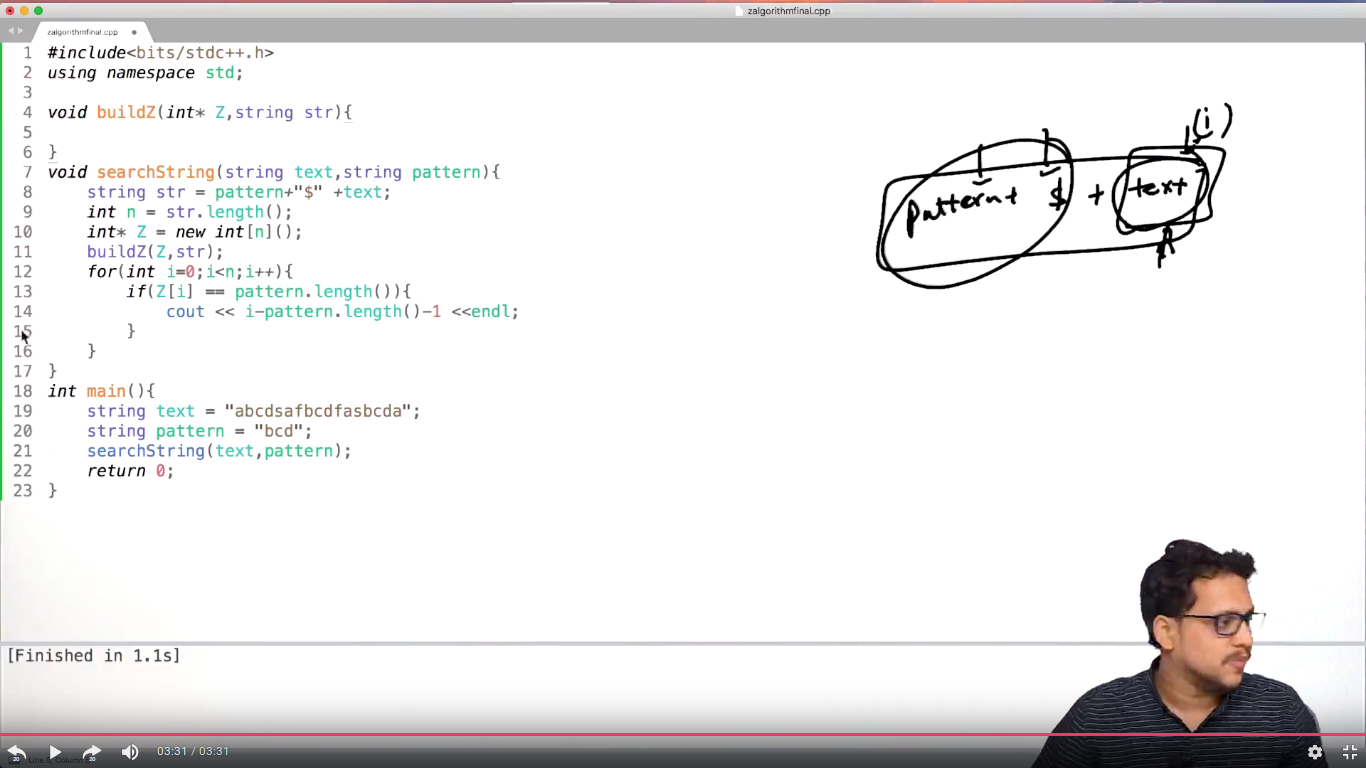 zalgorithmfinal.cpp
zalgorithmfinal.cpp
1 #include<bits/stdc++.h>
2 using namespace std;
3
4 void buildZ(int* Z,string str){
5
6 }
7 void searchString(string text,string pattern){
8 string str = pattern+"$" +text;
9 int n = str.length();
10 int* Z = new int[n]();
11 buildZ(Z,str);
12 for(int i=0;i<n;i++){
13 if(Z[i] == pattern.length()){
14 cout << i-pattern.length()-1 <<endl;
15 }
16 }
17 }
18 int main(){
19 string text = "abcdsafbcdfasbcda";
20 string pattern = "bcd";
21 searchString(text,pattern);
22 return 0;
23 }
(i)
pattern+ $ + text
[Finished in 1.1s]
20 20 03:31 / 03:31